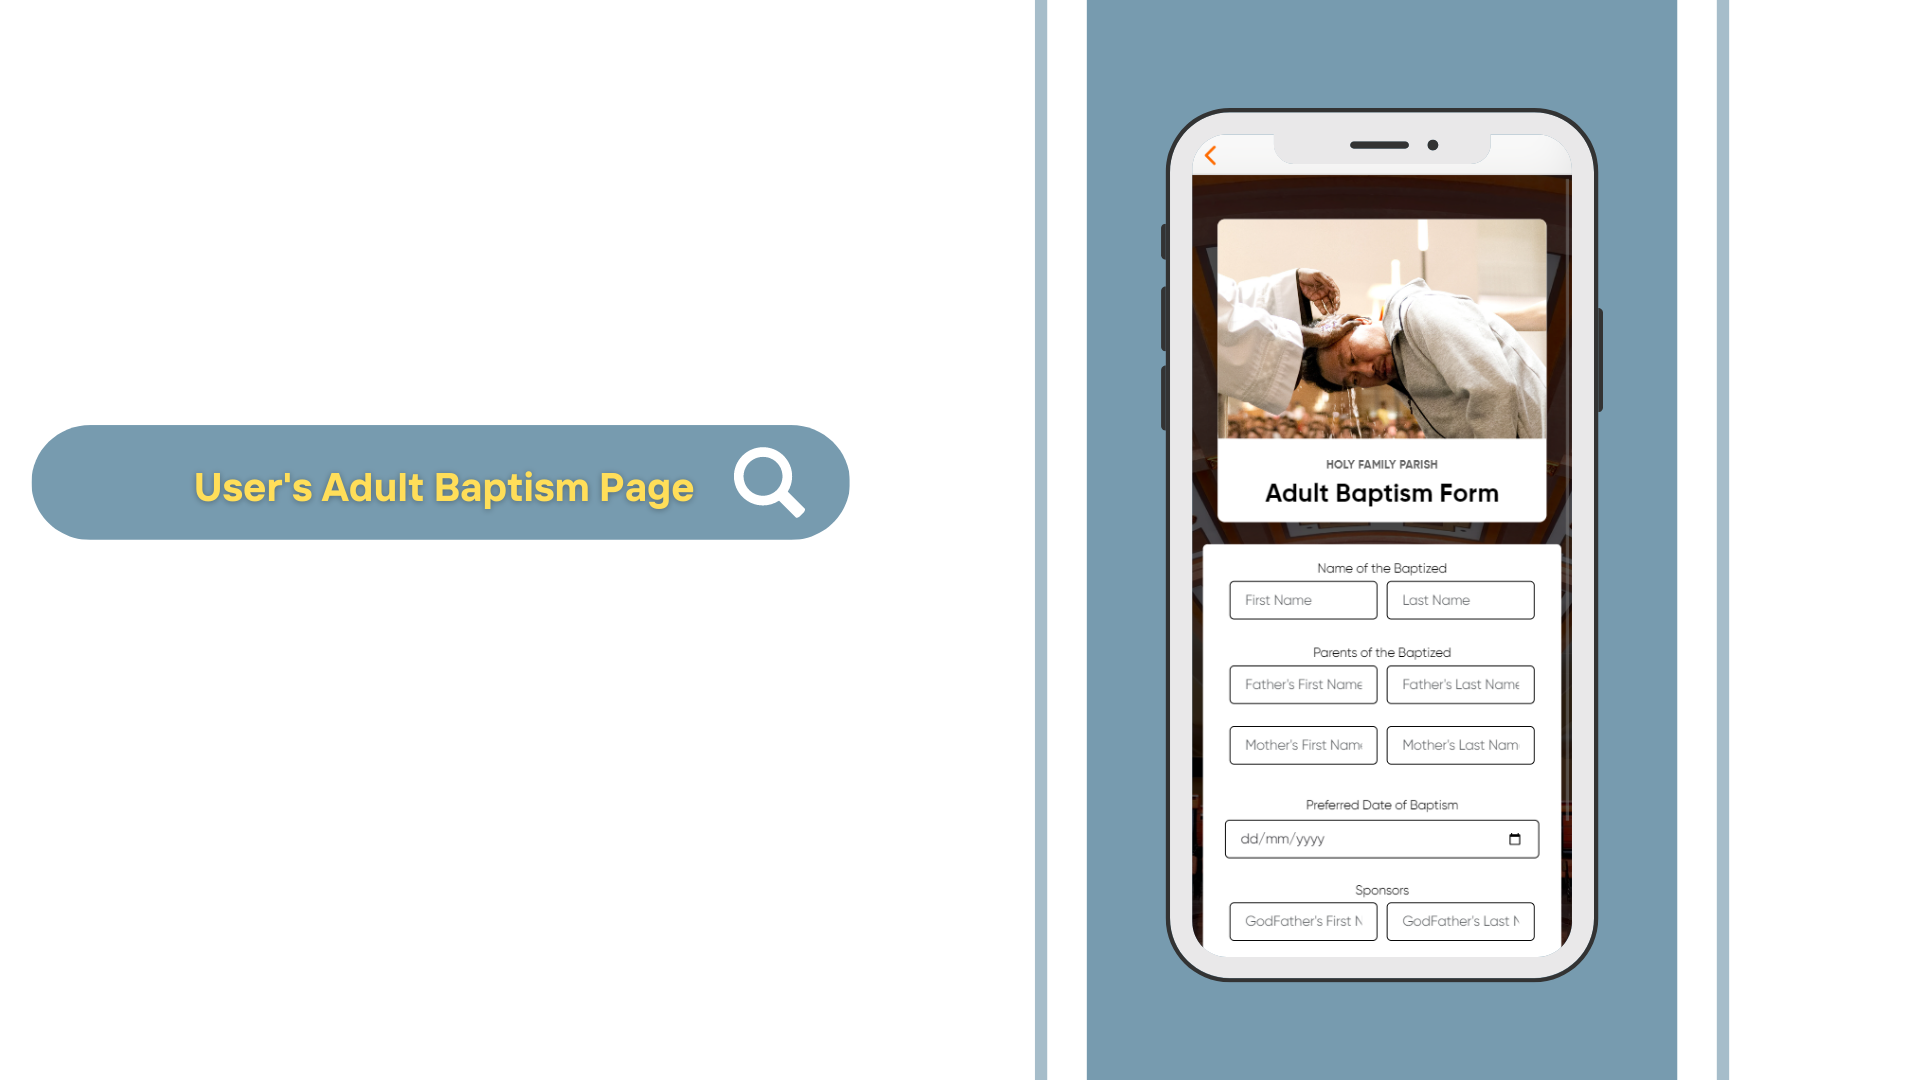 User's Adult Baptism Page
HOLY FAMILY PARISH
Adult Baptism Form
Name of the Baptized
First Name
Last Name
Parents of the Baptized
Father's First Name
Father's Last Name
Mother's First Nam
Mother's Last Nam
Preferred Date of Baptism
dd/mm/yyyy
Sponsors
GodFather's First N
GodFather's Last N